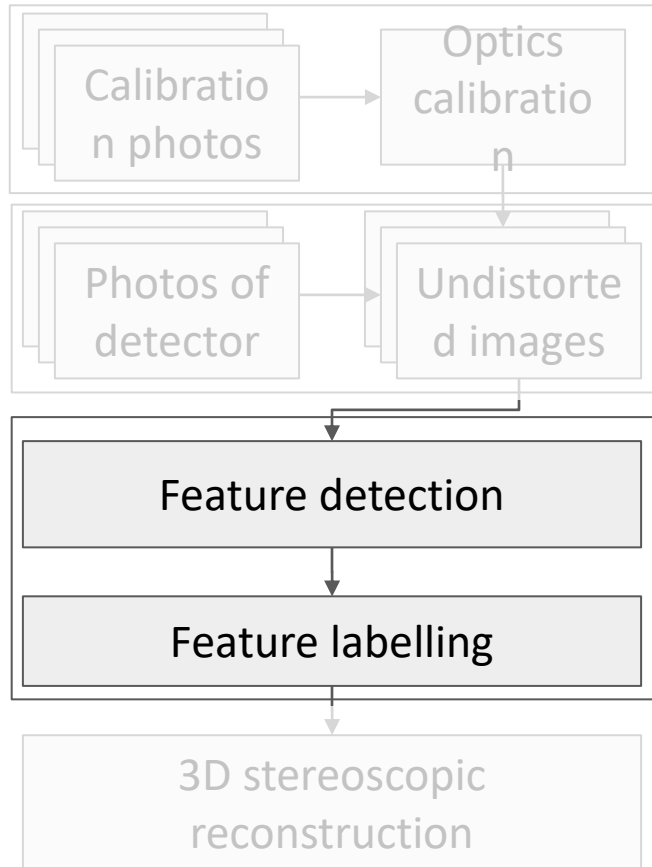 Calibratio
n photos
Optics
calibratio
n
Photos of
detector
Undistorte
d images
Feature detection
Feature labelling
3D stereoscopic
reconstruction